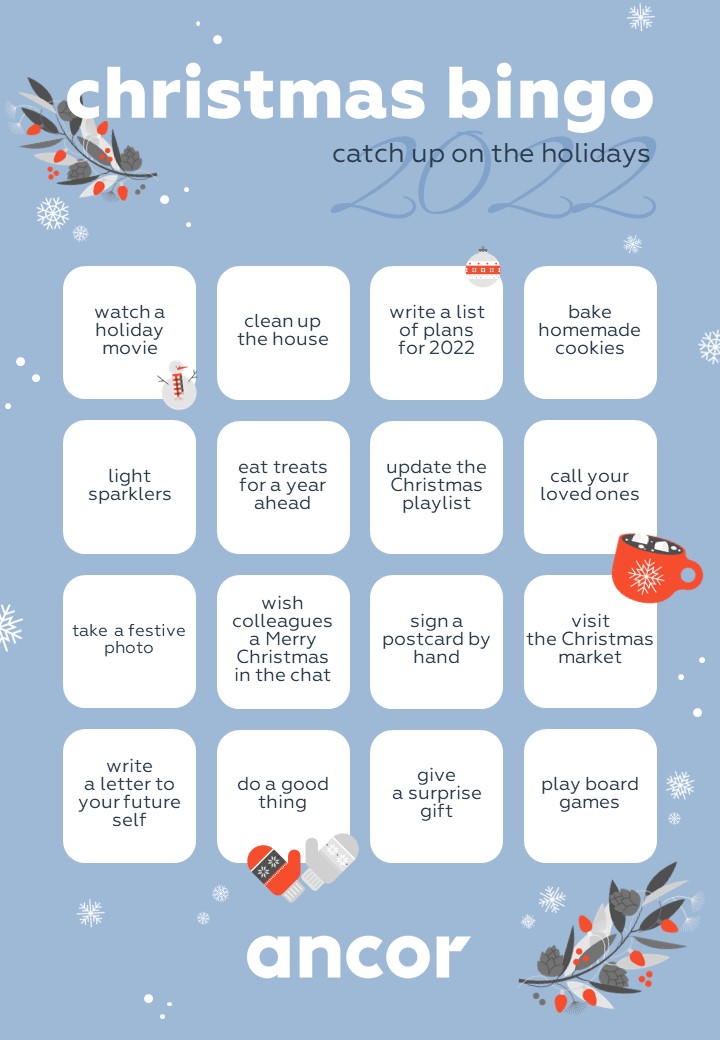 christmas bingo
catch up on the holidays
2022
watch a
holiday
movie
clean up
the house
write a list
of plans
for 2022
bake
homemade
cookies
light
sparklers
eat treats
for a year
ahead
update the
Christmas
playlist
call your
loved ones
take a festive
photo
wish
colleagues
a Merry
Christmas
in the chat
sign a
postcard by
hand
visit
the Christmas
market
write
a letter to
your future
self
do a good
thing
give
a surprise
gift
play board
games
ancor